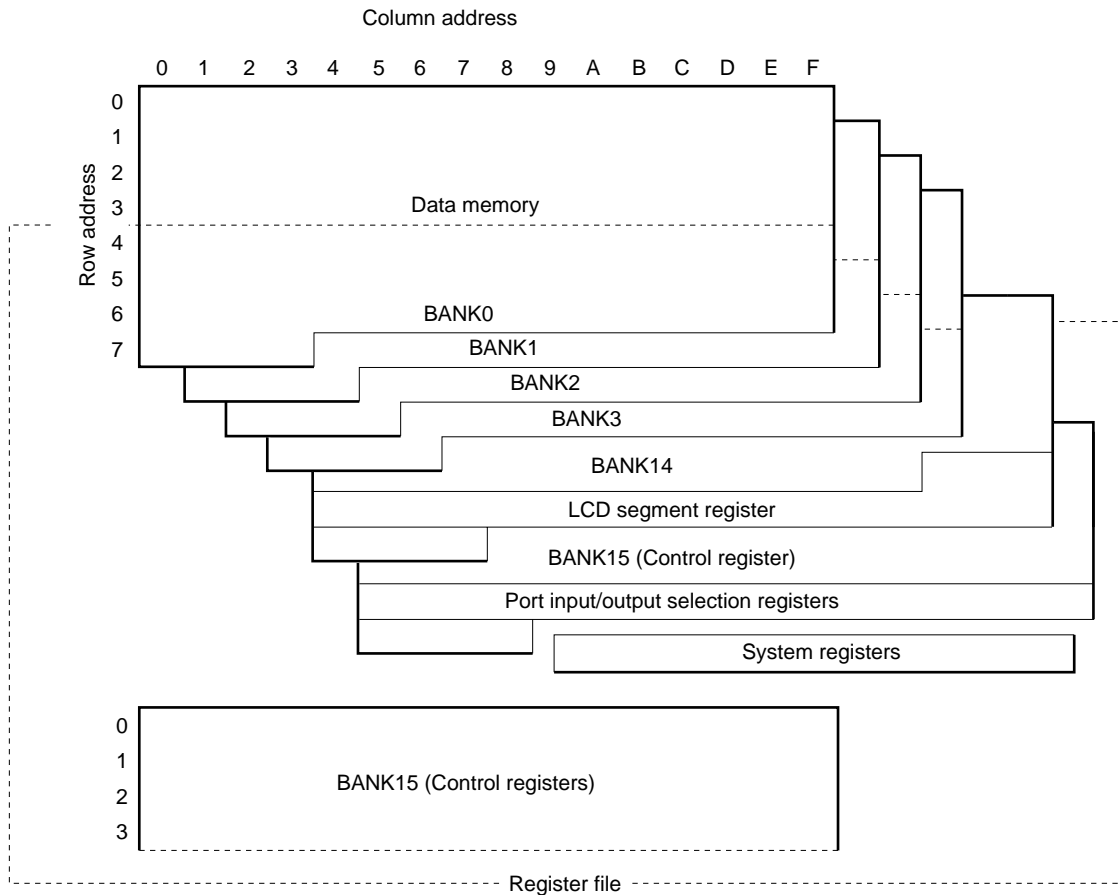 Column address
0 1 2 3 4 5 6 7 8 9 A B C D E F
Row address
0
1
2
3
4
5
6
7
Data memory
BANK0
BANK1
BANK2
BANK3
BANK14
LCD segment register
BANK15 (Control register)
Port input/output selection registers
System registers
0
1
2
3
BANK15 (Control registers)
Register file